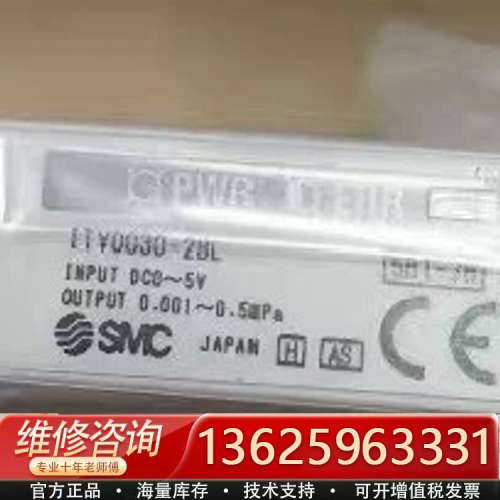 PWR
ITV0030-2BL
INPUT DC0～5V
OUTPUT 0.001～0.5MPa
SMC JAPAN H AS CE
维修咨询
专业十年老师傅
13625963331
官方正品 · 海量库存 · 技术支持 · 可开增值税发票